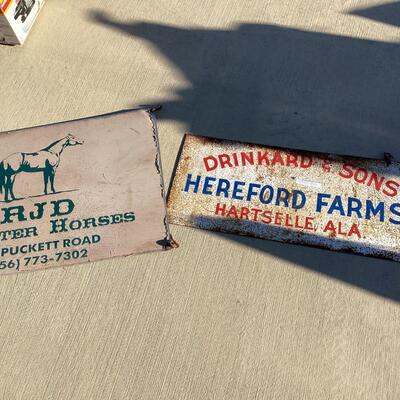 RJD
TER HORSES
PUCKETT ROAD
56) 773-7302
DRINKARD & SONS
HEREFORD FARMS
HARTSELLE, ALA.